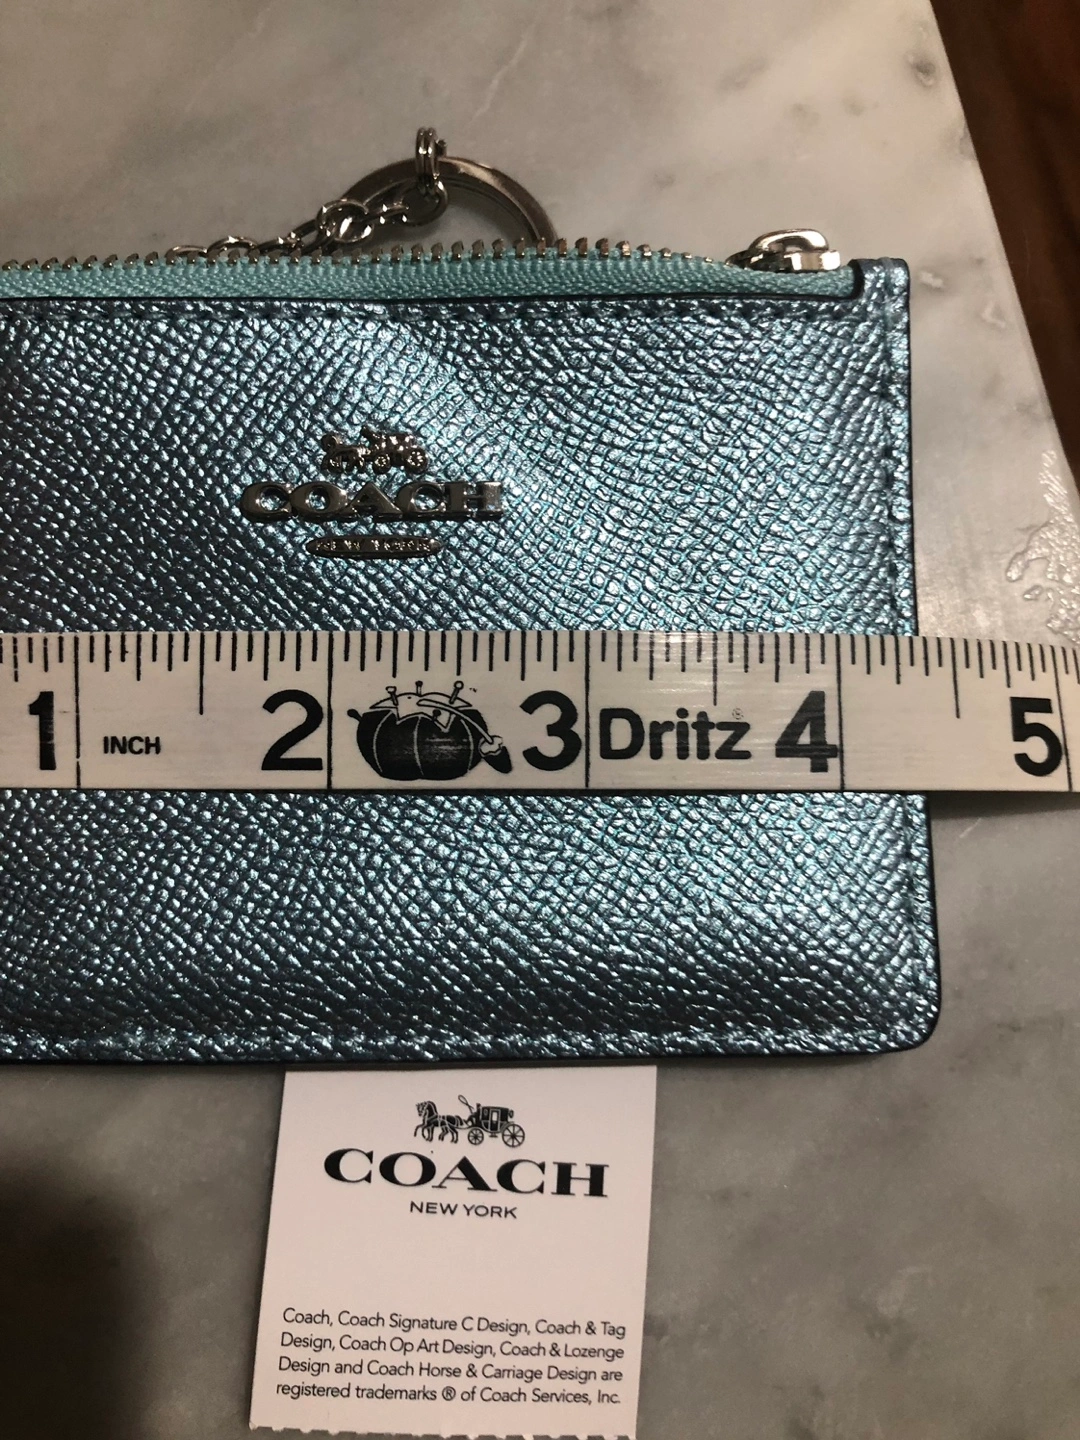 COACH
1 INCH 2 3 Dritz® 4 5
COACH
NEW YORK
Coach, Coach Signature C Design, Coach & Tag
Design, Coach Op Art Design, Coach & Lozenge
Design and Coach Horse & Carriage Design are
registered trademarks ® of Coach Services, Inc.